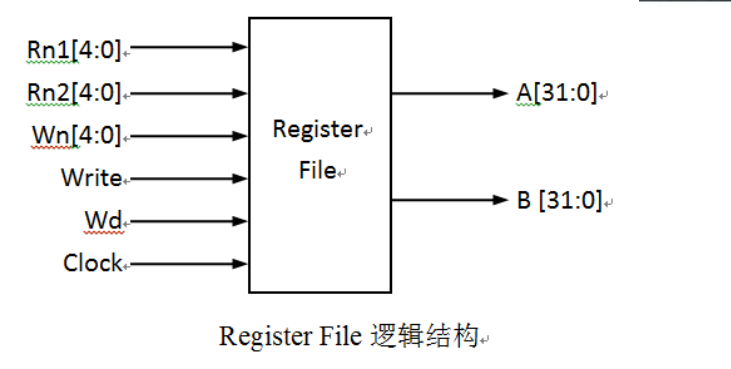 Rn1[4:0]
Rn2[4:0]
Wn[4:0]
Write
Wd
Clock
Register
File
A[31:0]
B [31:0]
Register File 逻辑结构